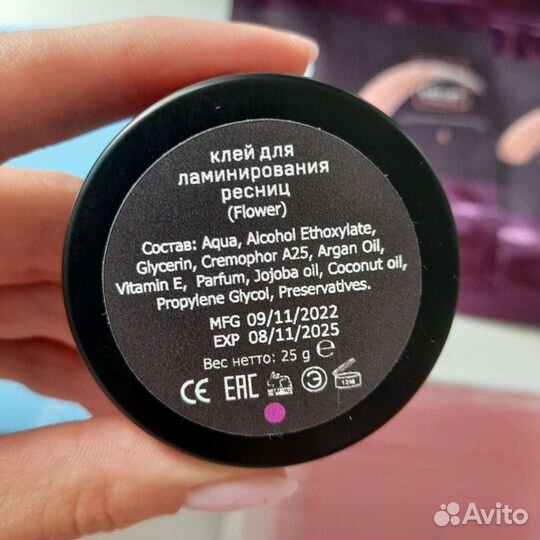 клей для
ламинирования
ресниц
(Flower)
Состав: Aqua, Alcohol Ethoxylate,
Glycerin, Cremophor A25, Argan Oil,
Vitamin E, Parfum, Jojoba oil, Coconut oil,
Propylene Glycol, Preservatives.
MFG 09/11/2022
EXP 08/11/2025
Вес нетто: 25 g ℮
CE EAC 12M
Avito